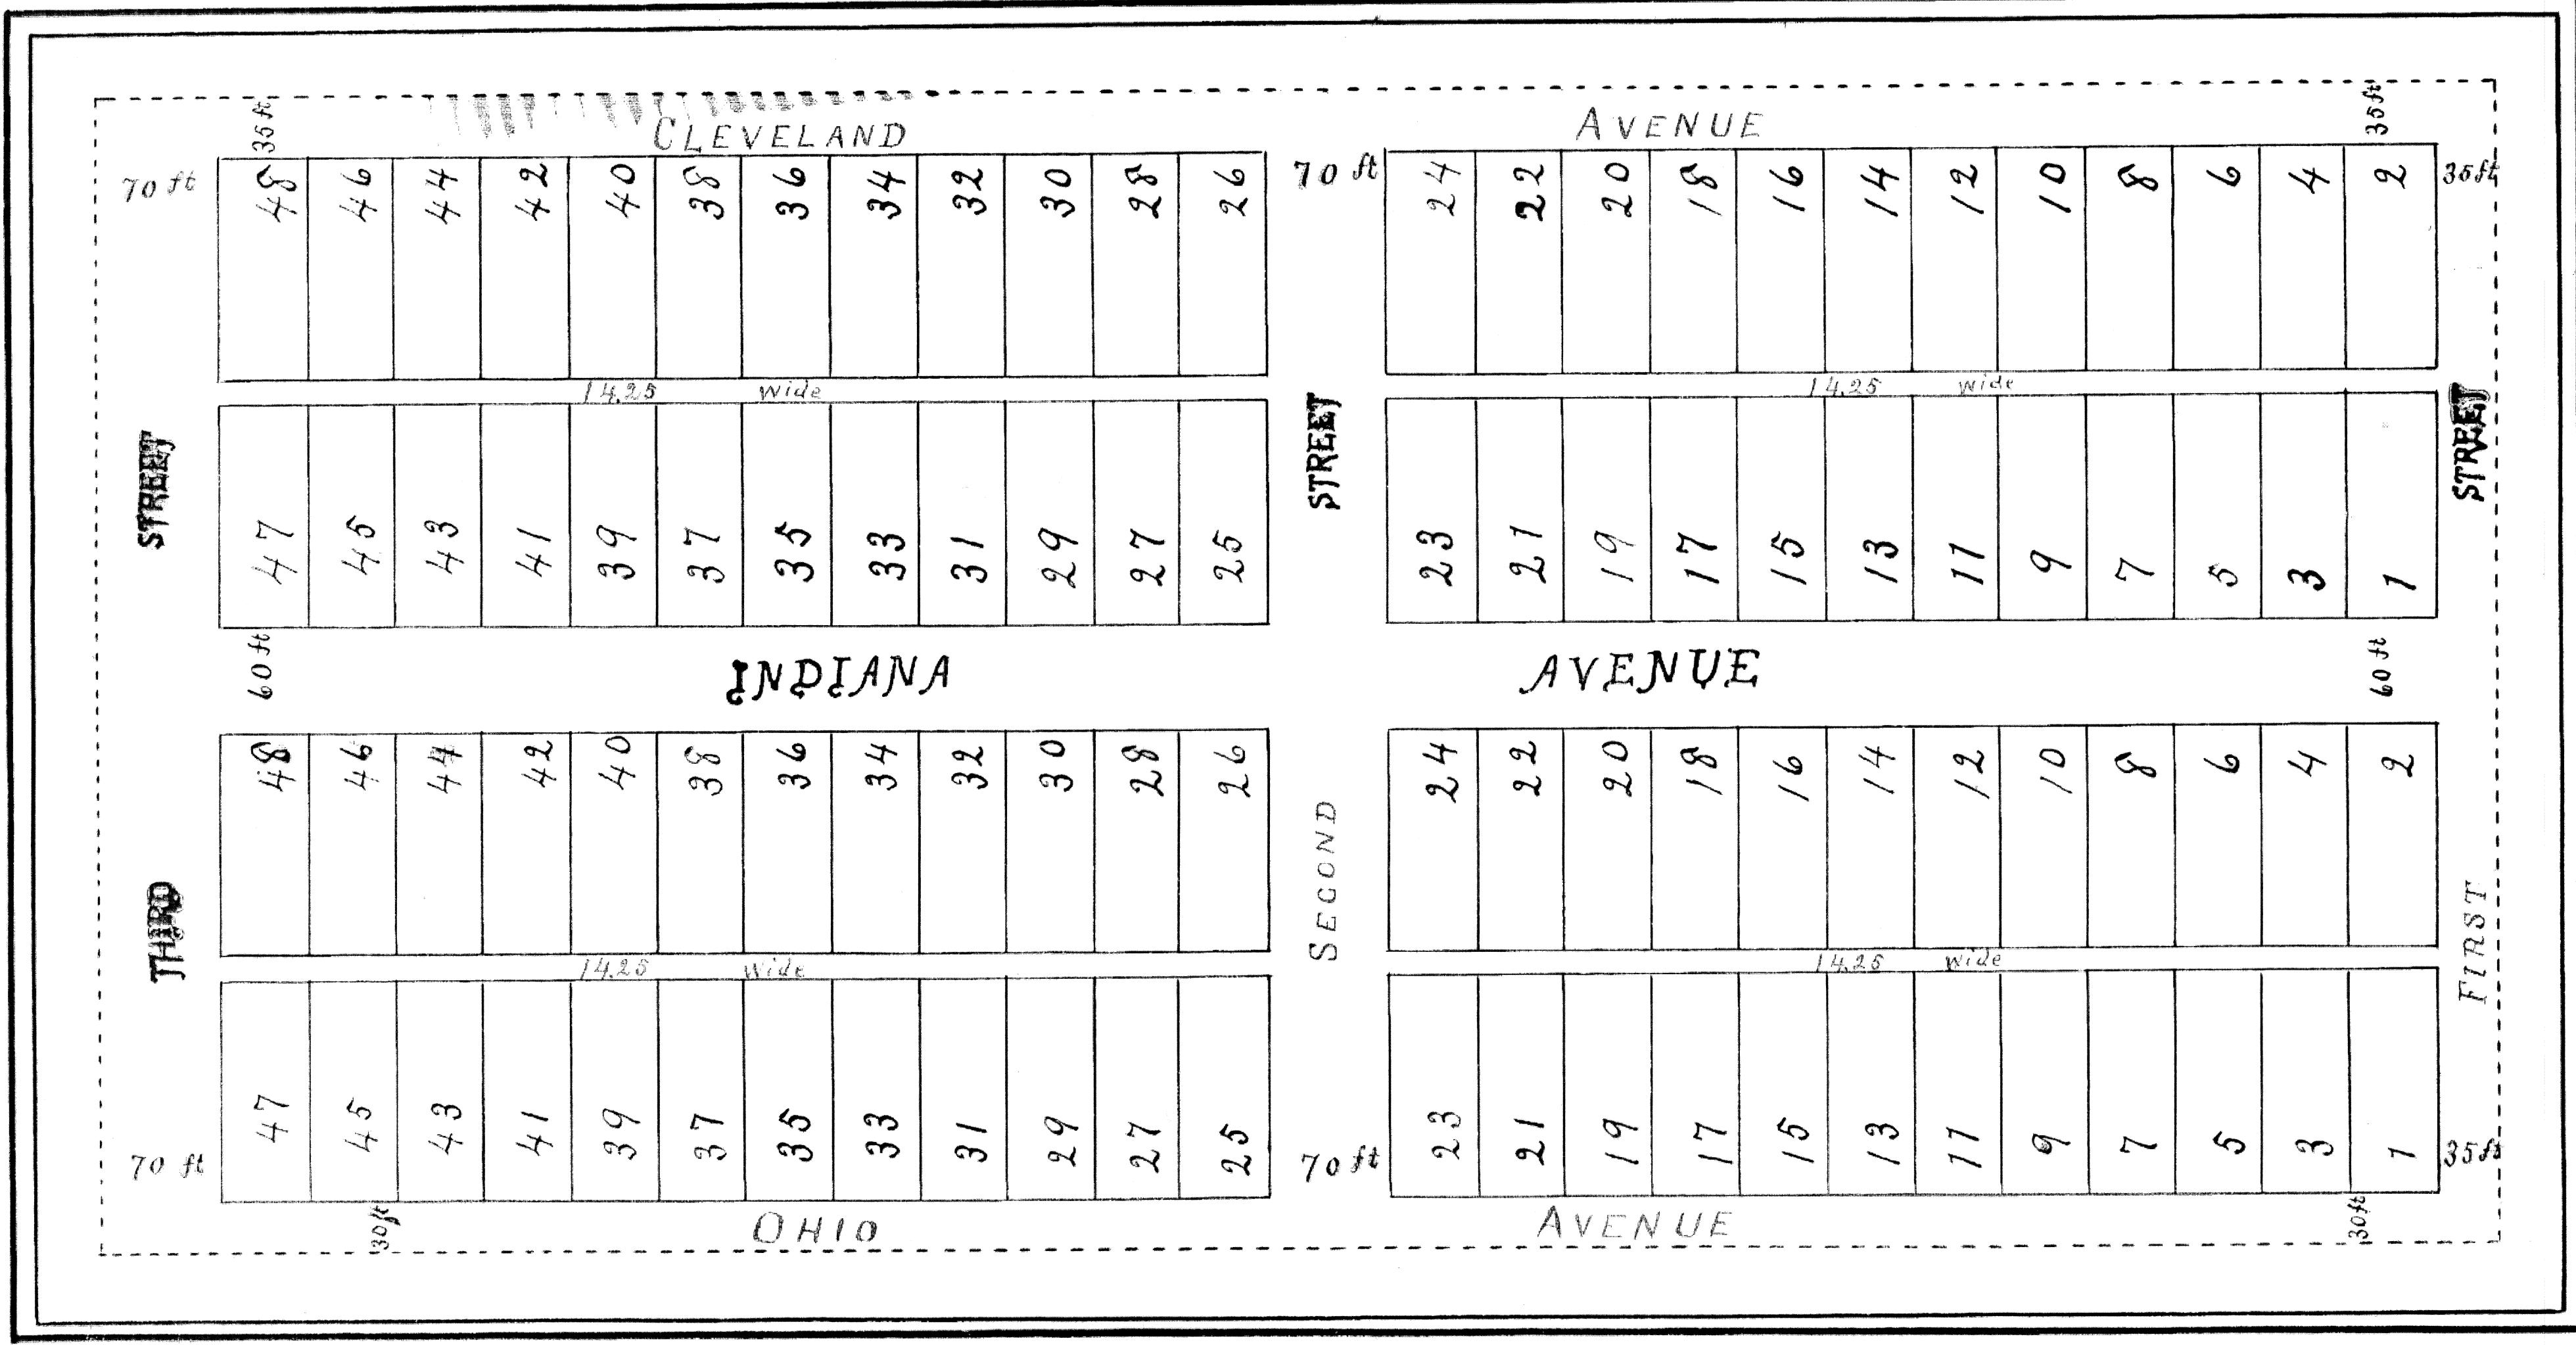 CLEVELAND AVENUE
35 ft 35 ft
70 ft 48 46 44 42 40 38 36 34 32 30 28 26 70 ft 24 22 20 18 16 14 12 10 8 6 4 2 35 ft
14.25 wide 14.25 wide
STREET STREET STREET
47 45 43 41 39 37 35 33 31 29 27 25 23 21 19 17 15 13 11 9 7 5 3 1
60 ft INDIANA AVENUE 60 ft
48 46 44 42 40 38 36 34 32 30 28 26 24 22 20 18 16 14 12 10 8 6 4 2
THIRD SECOND FIRST
14.25 wide 14.25 wide
47 45 43 41 39 37 35 33 31 29 27 25 23 21 19 17 15 13 11 9 7 5 3 1
70 ft 70 ft 35 ft
30 ft OHIO AVENUE 30 ft